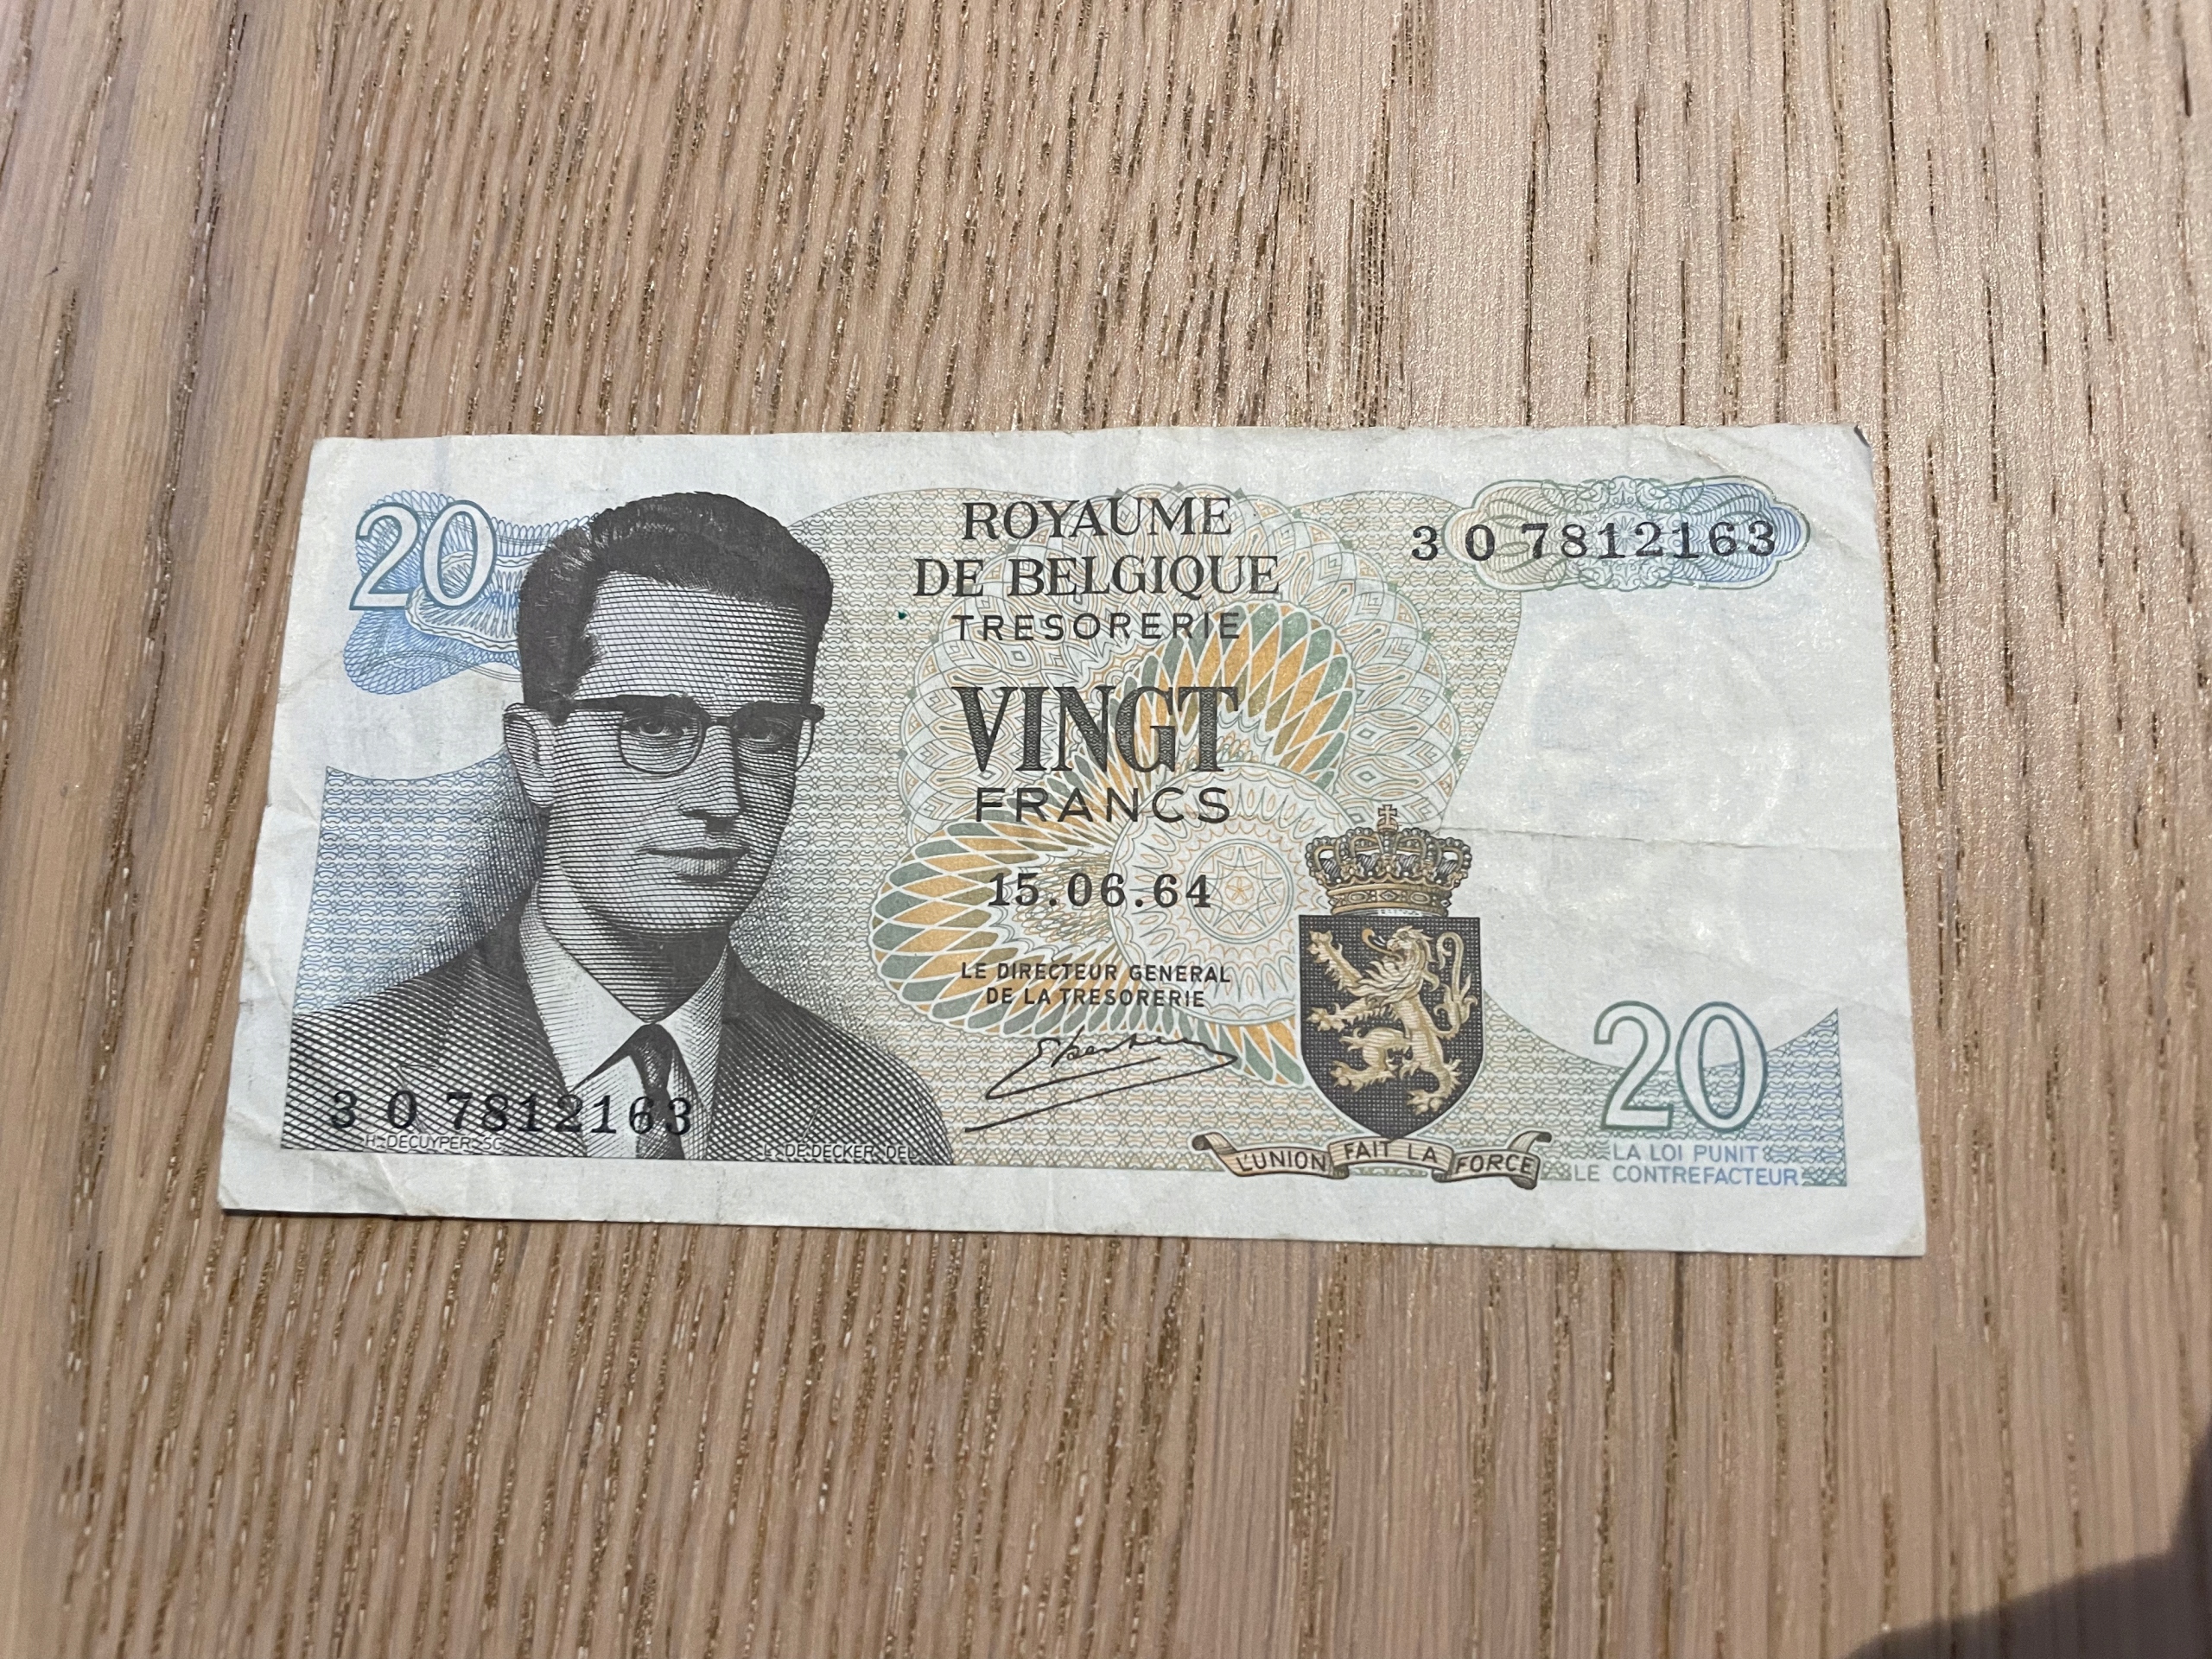 20
ROYAUME
DE BELGIQUE
TRESORERIE
3 0 7812163
VINGT
FRANCS
15.06.64
LE DIRECTEUR GENERAL
DE LA TRESORERIE
3 0 7812163
H. DECUYPER. SC
L. DE DECKER. DEL
L'UNION FAIT LA FORCE
20
LA LOI PUNIT
LE CONTREFACTEUR